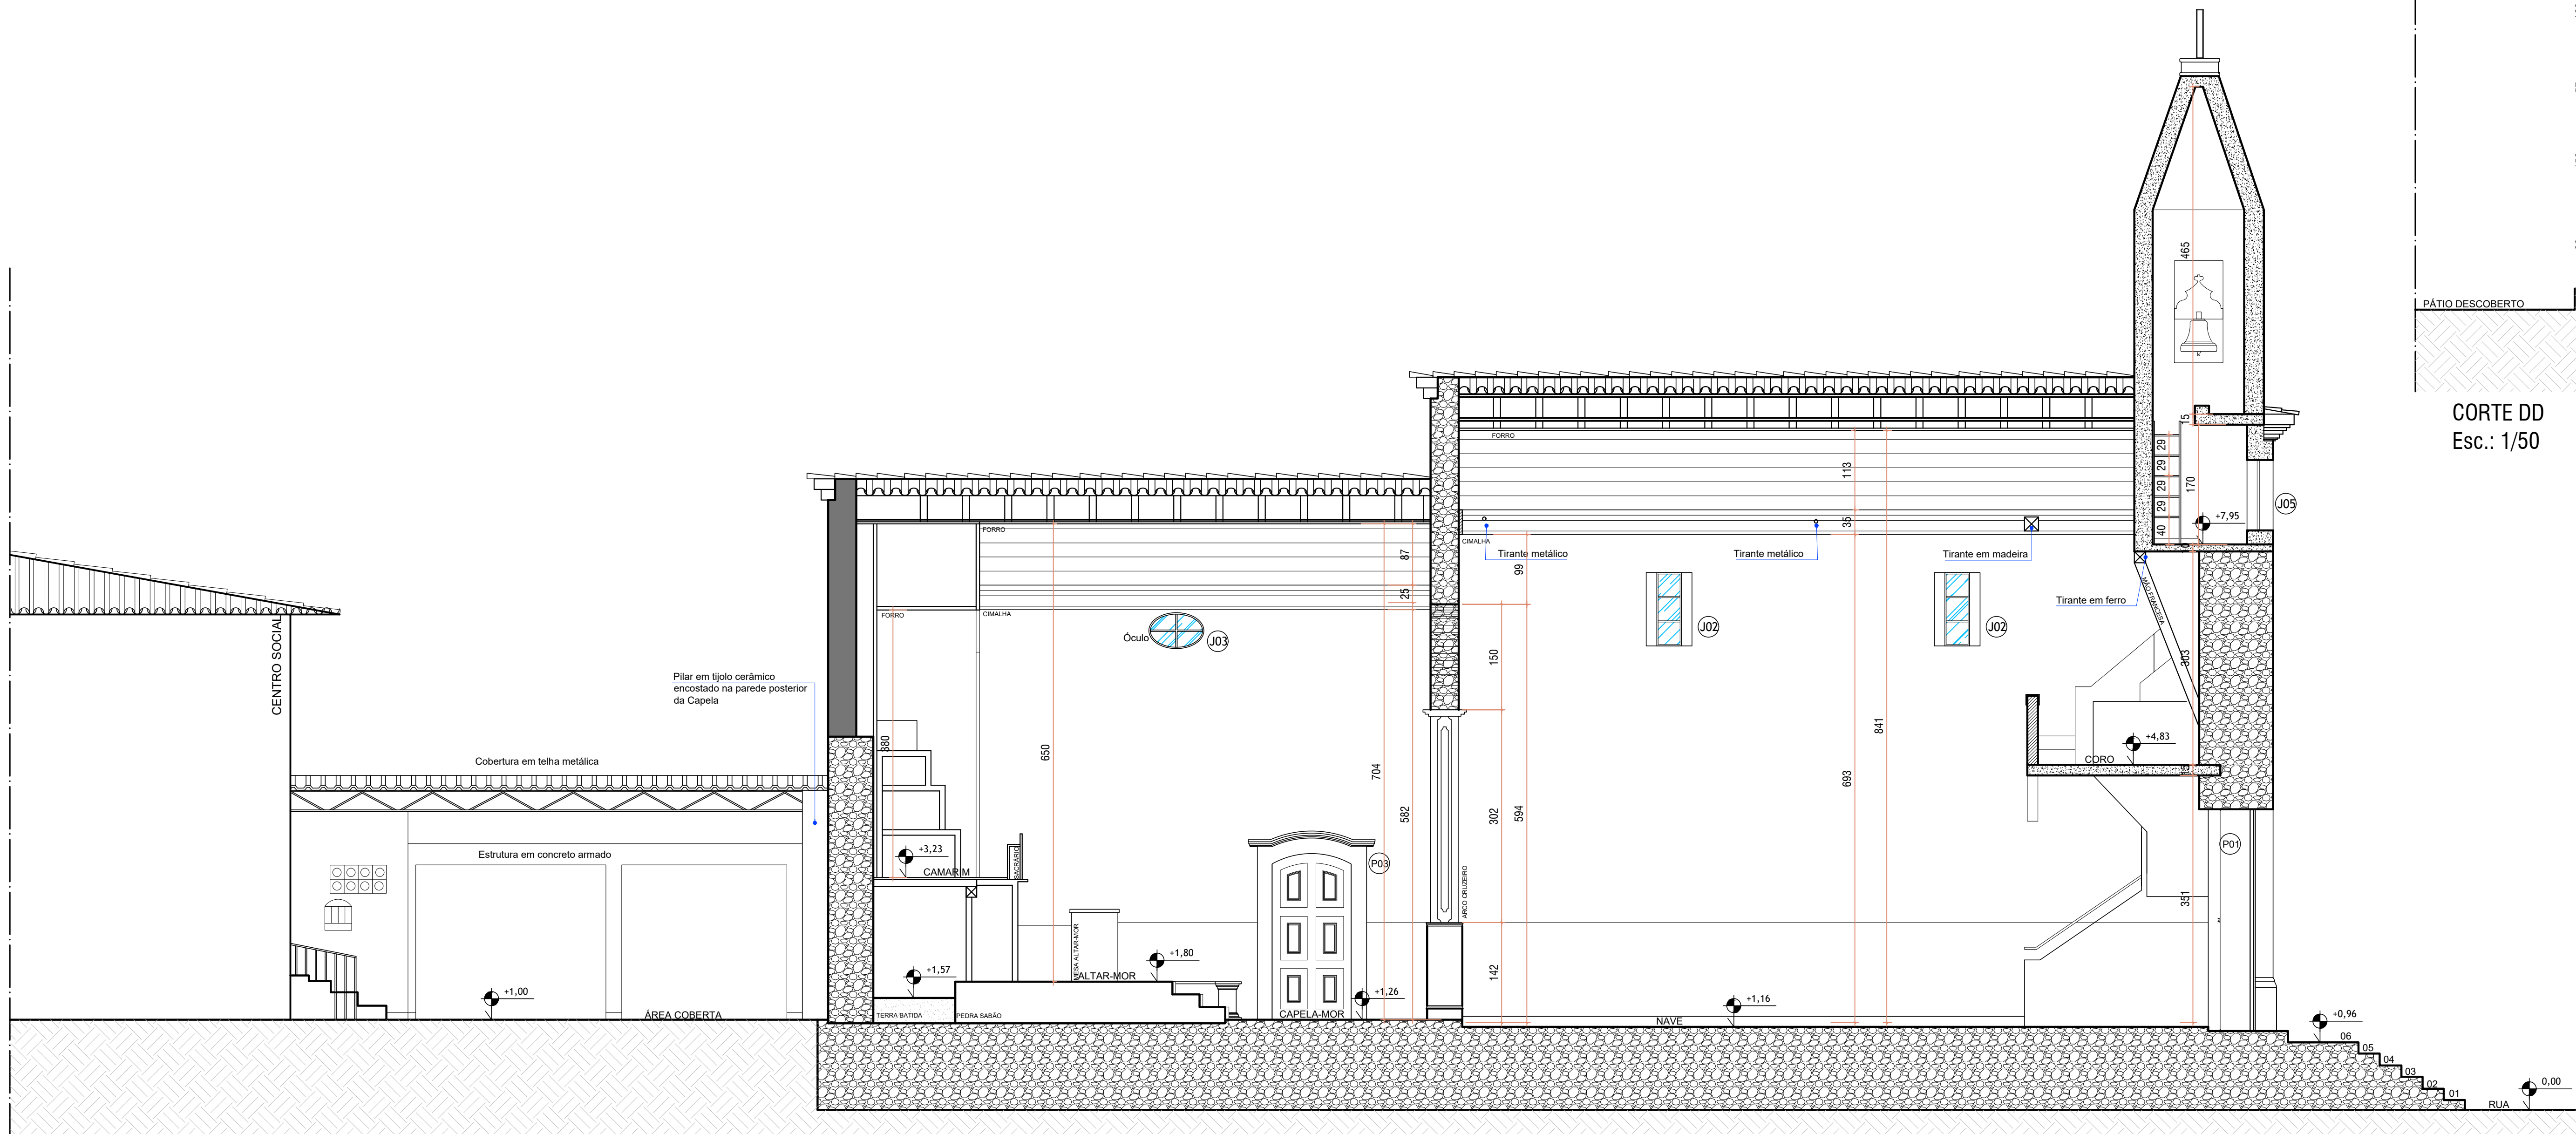 465
PÁTIO DESCOBERTO
CORTE DD
Esc.: 1/50
15
FORRO
29
29
29
29
40
170
J05
113
35
+7,95
FORRO
CIMALHA
Tirante metálico
Tirante metálico
Tirante em madeira
87
25
99
MÃO FRANCESA
Tirante em ferro
FORRO
CIMALHA
Óculo
J03
J02
J02
CENTRO SOCIAL
Pilar em tijolo cerâmico
encostado na parede posterior
da Capela
150
303
380
650
704
841
693
+4,83
CORO
15
Cobertura em telha metálica
582
302
594
Estrutura em concreto armado
+3,23
CAMARIM
SACRÁRIO
P03
ARCO CRUZEIRO
P01
351
MESA ALTAR-MOR
+1,80
ALTAR-MOR
+1,57
142
+1,00
ÁREA COBERTA
TERRA BATIDA
PEDRA SABÃO
+1,26
CAPELA-MOR
+1,16
NAVE
+0,96
06
05
04
03
02
01
0,00
RUA